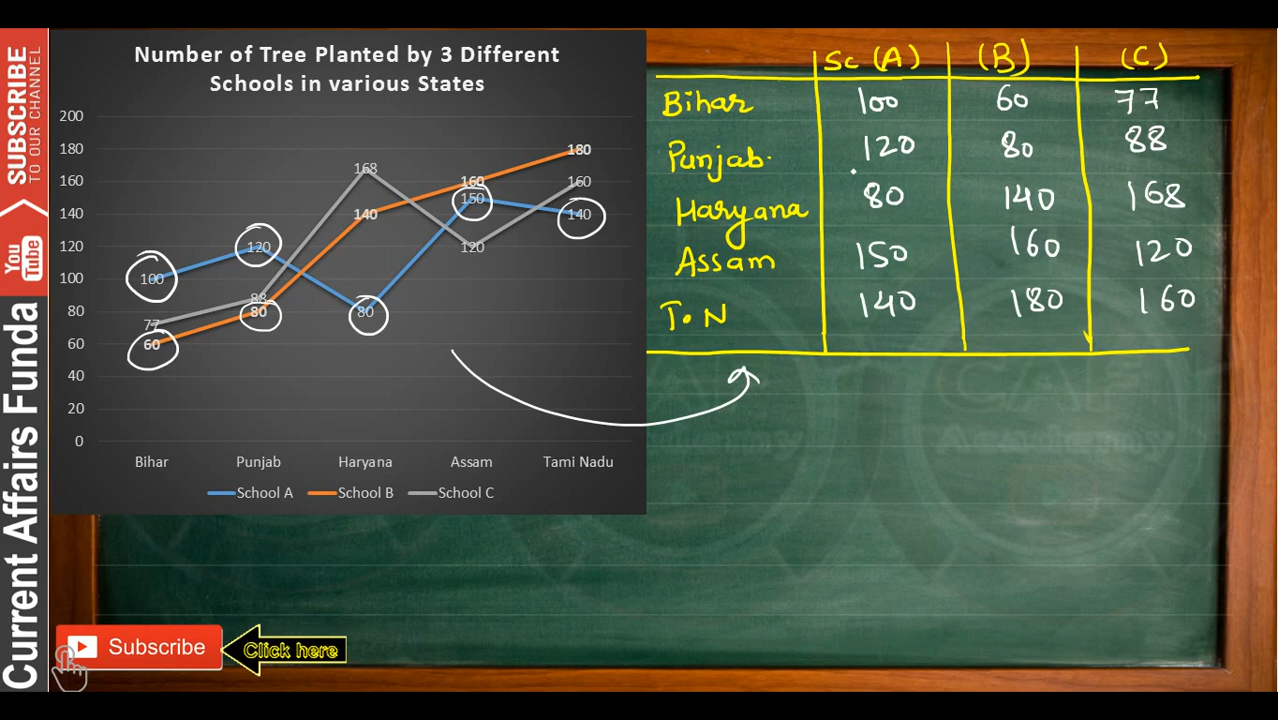 SUBSCRIBE
TO OUR CHANNEL
You Tube
Current Affairs Funda
Number of Tree Planted by 3 Different
Schools in various States
200
180
160
140
120
100
80
60
40
20
0
100
120
80
150
140
60
80
140
160
180
77
88
168
120
160
Bihar Punjab Haryana Assam Tami Nadu
School A School B School C
Sc (A) (B) (C)
Bihar 100 60 77
Punjab. 120 80 88
Haryana 80 140 168
Assam 150 160 120
T.N 140 180 160
Subscribe
Click here